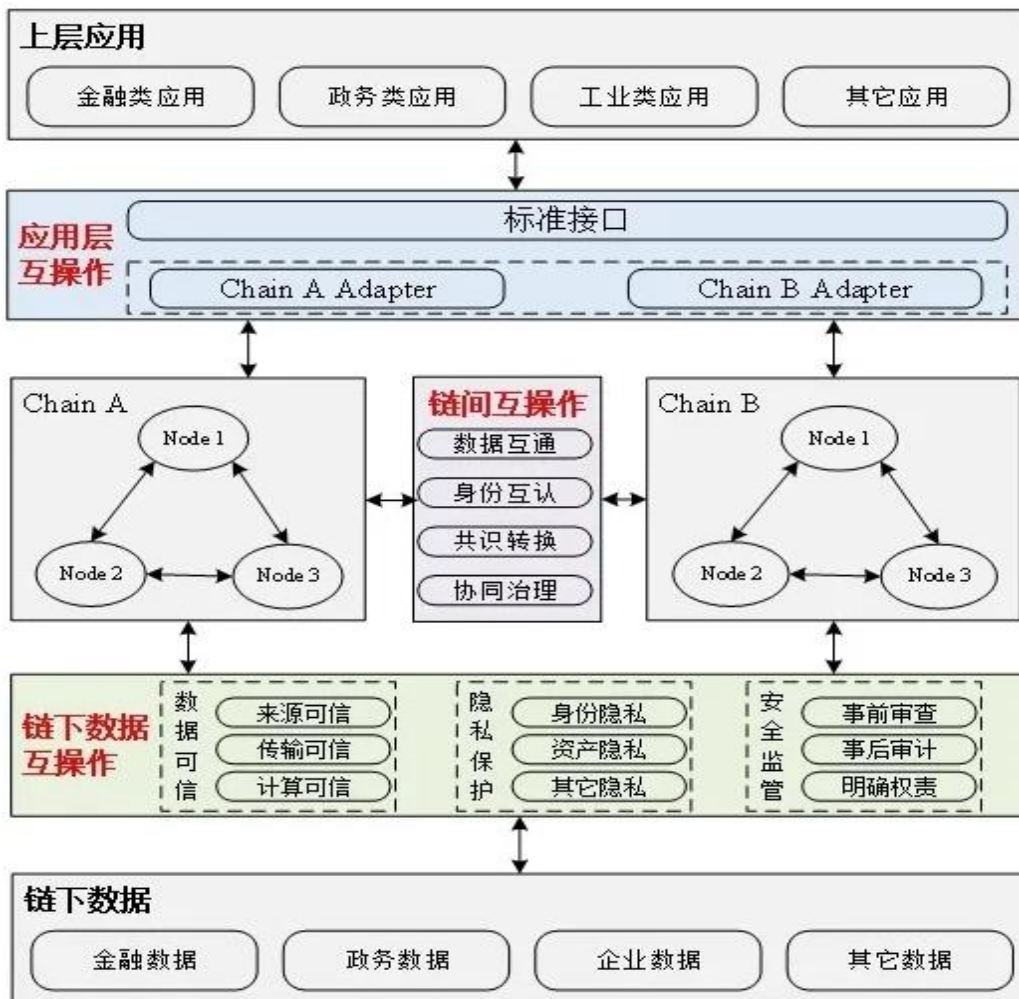 上层应用
金融类应用
政务类应用
工业类应用
其它应用
应用层
互操作
标准接口
Chain A Adapter
Chain B Adapter
Chain A
Node 1
Node 2
Node 3
链间互操作
数据互通
身份互认
共识转换
协同治理
Chain B
Node 1
Node 2
Node 3
链下数据
互操作
数据可信
来源可信
传输可信
计算可信
隐私保护
身份隐私
资产隐私
其它隐私
安全监管
事前审查
事后审计
明确权责
链下数据
金融数据
政务数据
企业数据
其它数据